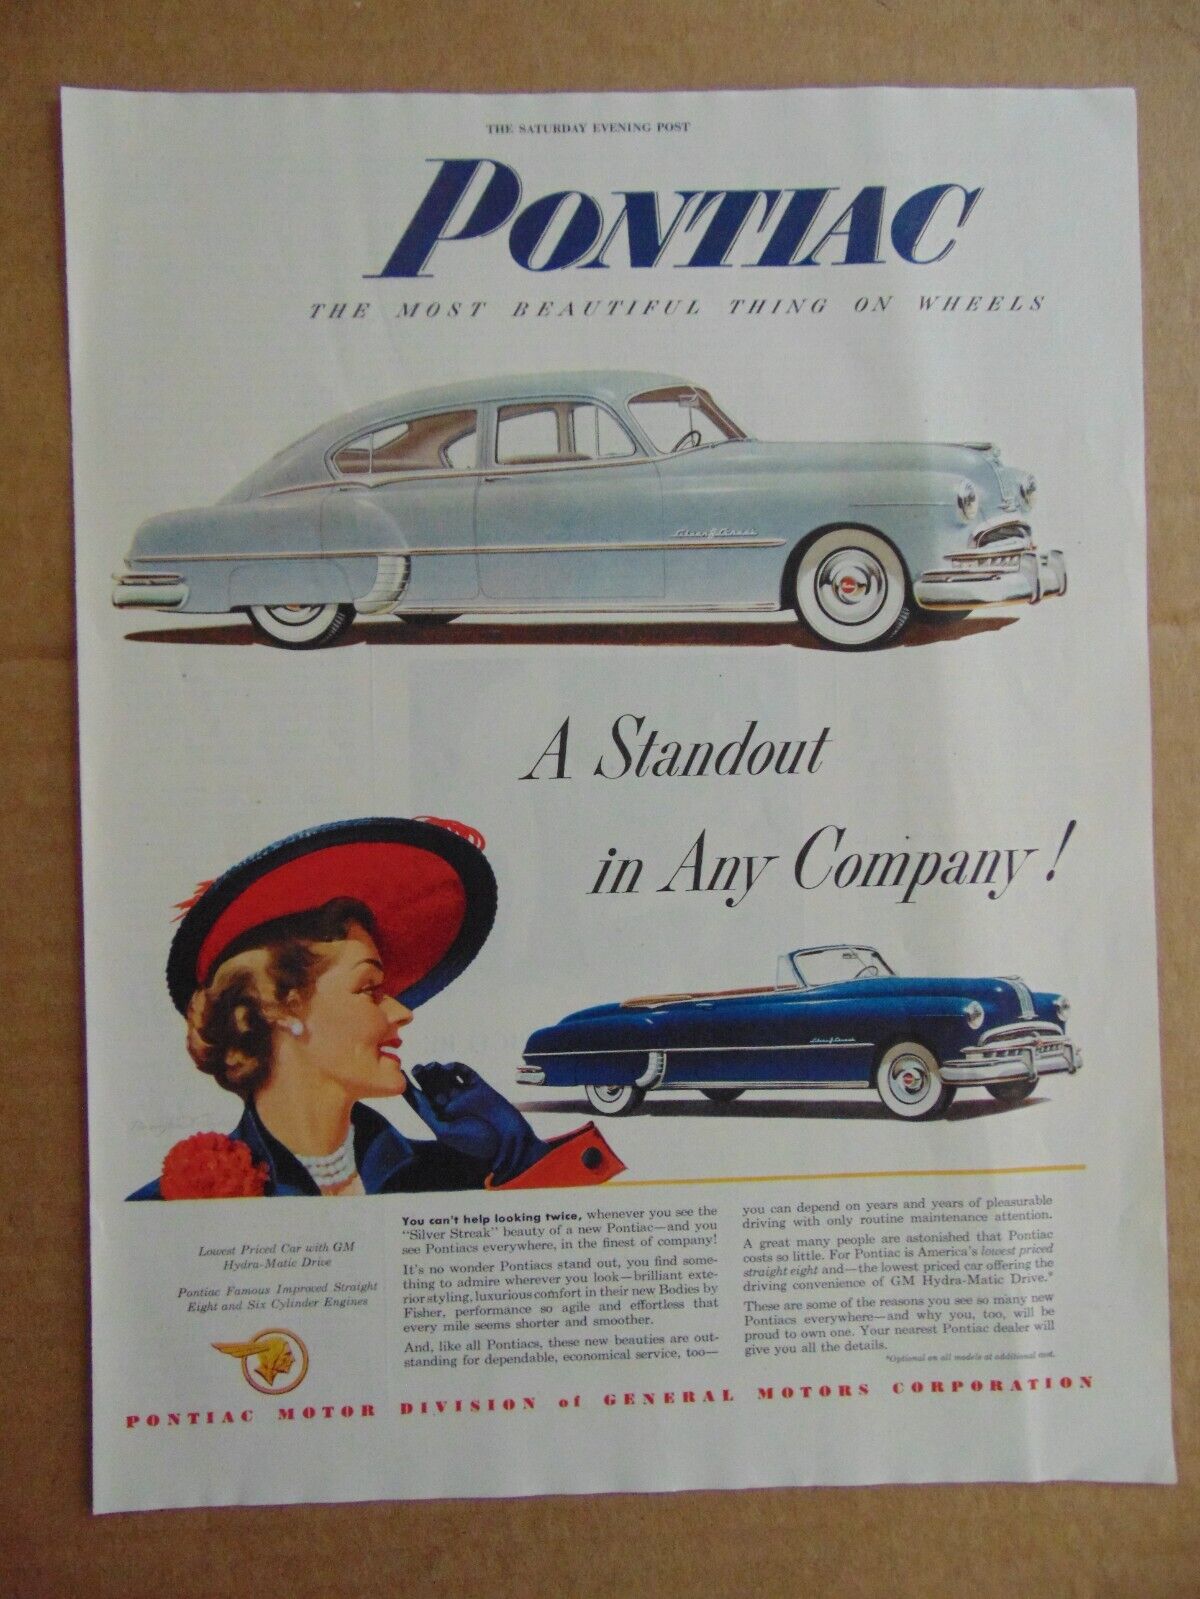 THE SATURDAY EVENING POST
PONTIAC
THE MOST BEAUTIFUL THING ON WHEELS
Silver Streak
A Standout
in Any Company!
Silver Streak
Lowest Priced Car with GM
Hydra-Matic Drive
Pontiac Famous Improved Straight
Eight and Six Cylinder Engines
You can't help looking twice, whenever you see the
"Silver Streak" beauty of a new Pontiac—and you
see Pontiacs everywhere, in the finest of company!
It's no wonder Pontiacs stand out, you find some-
thing to admire wherever you look—brilliant exte-
rior styling, luxurious comfort in their new Bodies by
Fisher, performance so agile and effortless that
every mile seems shorter and smoother.
And, like all Pontiacs, these new beauties are out-
standing for dependable, economical service, too—
you can depend on years and years of pleasurable
driving with only routine maintenance attention.
A great many people are astonished that Pontiac
costs so little. For Pontiac is America's lowest priced
straight eight and—the lowest priced car offering the
driving convenience of GM Hydra-Matic Drive.*
These are some of the reasons you see so many new
Pontiacs everywhere—and why you, too, will be
proud to own one. Your nearest Pontiac dealer will
give you all the details.
*Optional on all models at additional cost.
PONTIAC MOTOR DIVISION of GENERAL MOTORS CORPORATION